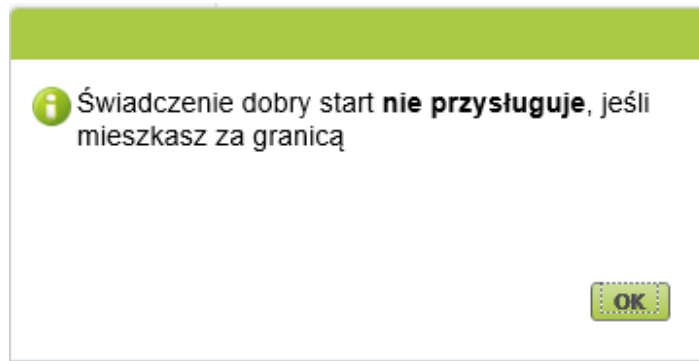 Świadczenie dobry start nie przysługuje, jeśli
mieszkasz za granicą
OK